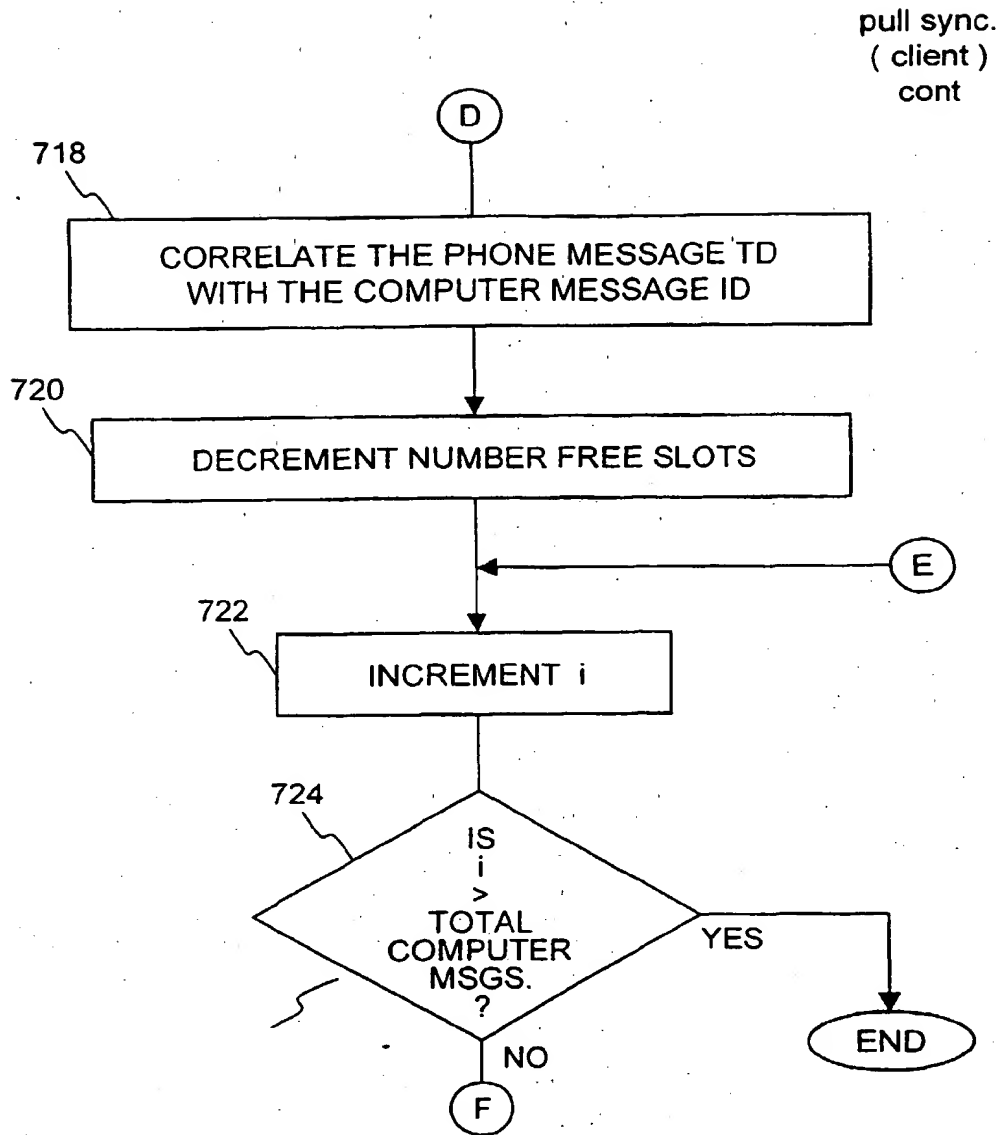 pull sync.
( client )
cont
D
718
CORRELATE THE PHONE MESSAGE TD
WITH THE COMPUTER MESSAGE ID
720
DECREMENT NUMBER FREE SLOTS
E
722
INCREMENT i
724
IS
i
>
TOTAL
COMPUTER
MSGS.
?
YES
END
NO
F